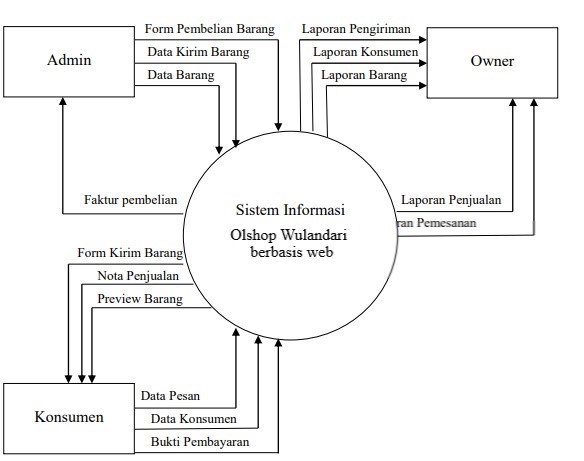 Form Pembelian Barang
Data Kirim Barang
Data Barang
Admin
Laporan Pengiriman
Laporan Konsumen
Laporan Barang
Owner
Faktur pembelian
Sistem Informasi
Olshop Wulandari
berbasis web
Laporan Penjualan
Pemesanan
Form Kirim Barang
Nota Penjualan
Preview Barang
Konsumen
Data Pesan
Data Konsumen
Bukti Pembayaran